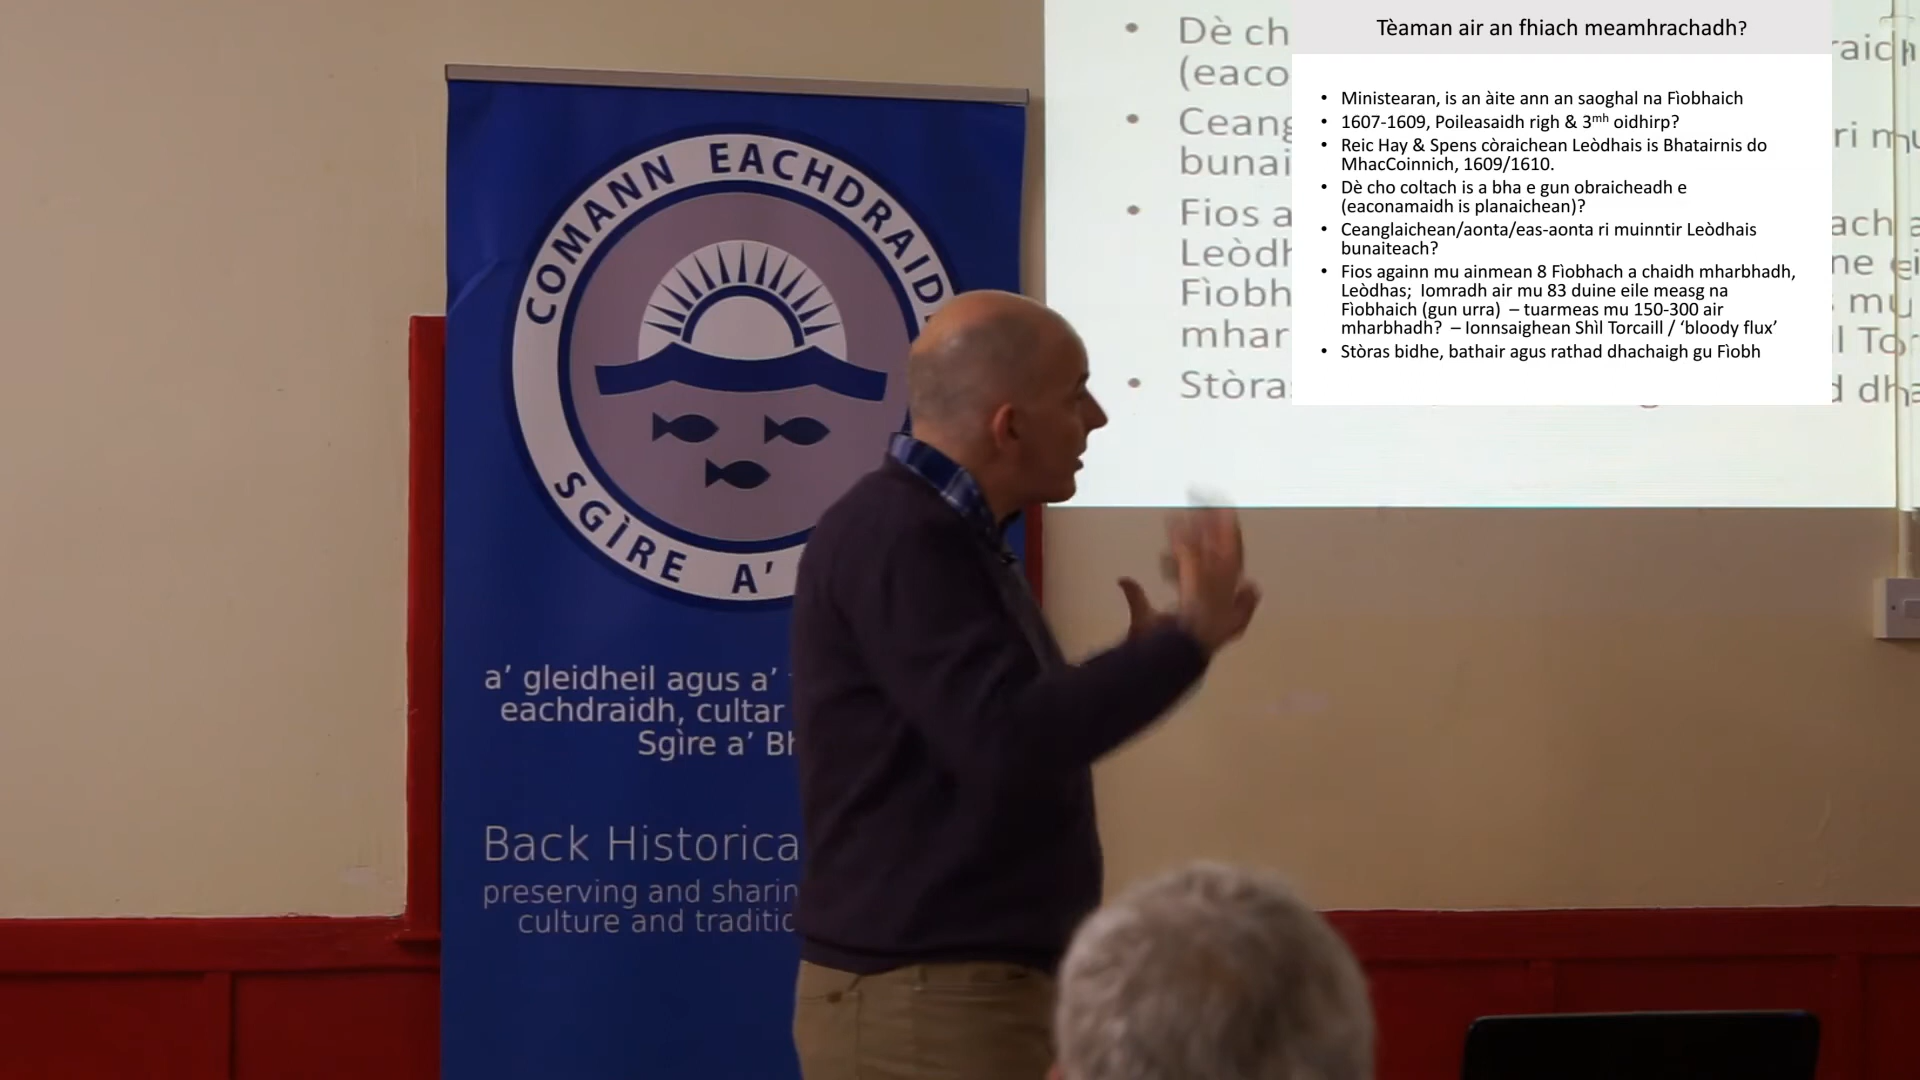 COMANN EACHDRAIDH
SGÌRE A'
a' gleidheil agus a'
eachdraidh, cultar
Sgìre a'
Back
preserving and
culture and
• Dè
• 
• Fios
Tèaman air an fhiach meamhrachadh?
• Ministearan, is an àite ann an saoghal na Fìobhaich
• 1607-1609, Poileasaidh righ & 3ᵐʰ oidhirp?
• Reic Hay & Spens còraichean Leòdhais is Bhatairnis do
MhacCoinnich, 1609/1610.
• Dè cho coltach is a bha e gun obraicheadh e
(eaconamaidh is planaichean)?
• Ceanglaichean/aonta/eas-aonta ri muinntir Leòdhais
bunaiteach?
• Fios againn mu ainmean 8 Fìobhach a chaidh mharbhadh,
Leòdhas; Iomradh air mu 83 duine eile measg na
Fìobhaich (gun urra) – tuarmeas mu 150-300 air
mharbhadh? – Ionnsaighean Shìl Torcaill / 'bloody flux'
• Stòras bidhe, bathair agus rathad dhachaigh gu Fìobh